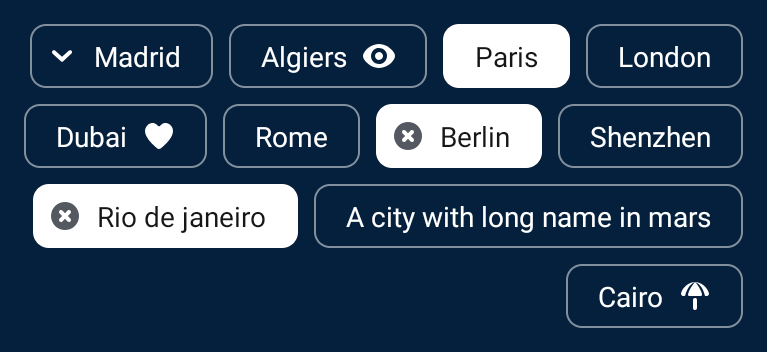 Madrid Algiers Paris London
Dubai Rome Berlin Shenzhen
Rio de janeiro A city with long name in mars
Cairo